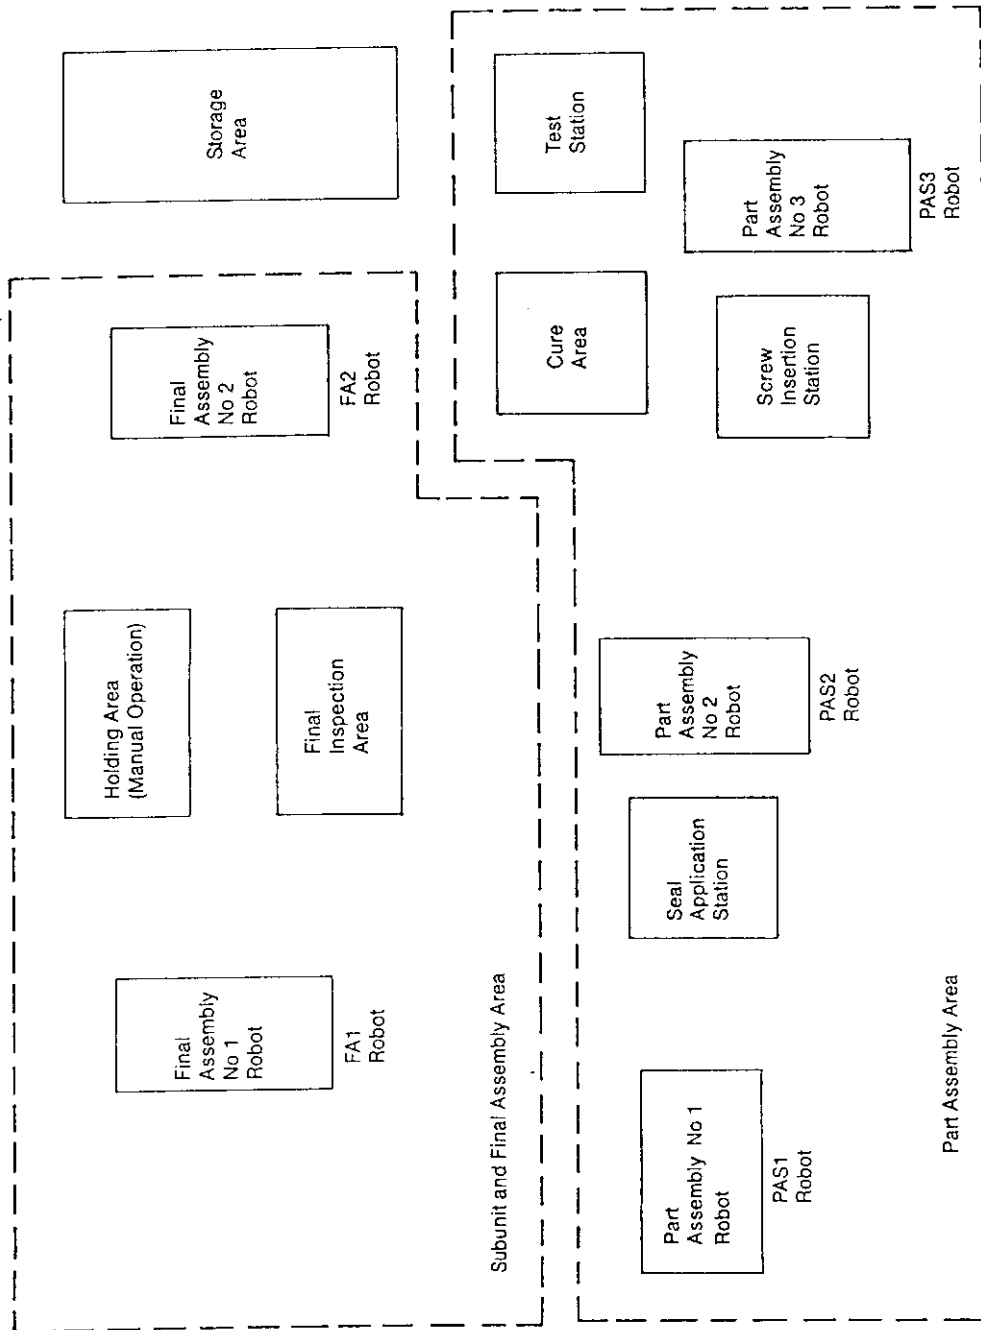 Final
Assembly
No 1
Robot
FA1
Robot
Holding Area
(Manual Operation)
Final
Inspection
Area
Final
Assembly
No 2
Robot
FA2
Robot
Storage
Area
Subunit and Final Assembly Area
Part
Assembly No 1
Robot
PAS1
Robot
Seal
Application
Station
Part
Assembly
No 2
Robot
PAS2
Robot
Cure
Area
Test
Station
Screw
Insertion
Station
Part
Assembly
No 3
Robot
PAS3
Robot
Part Assembly Area